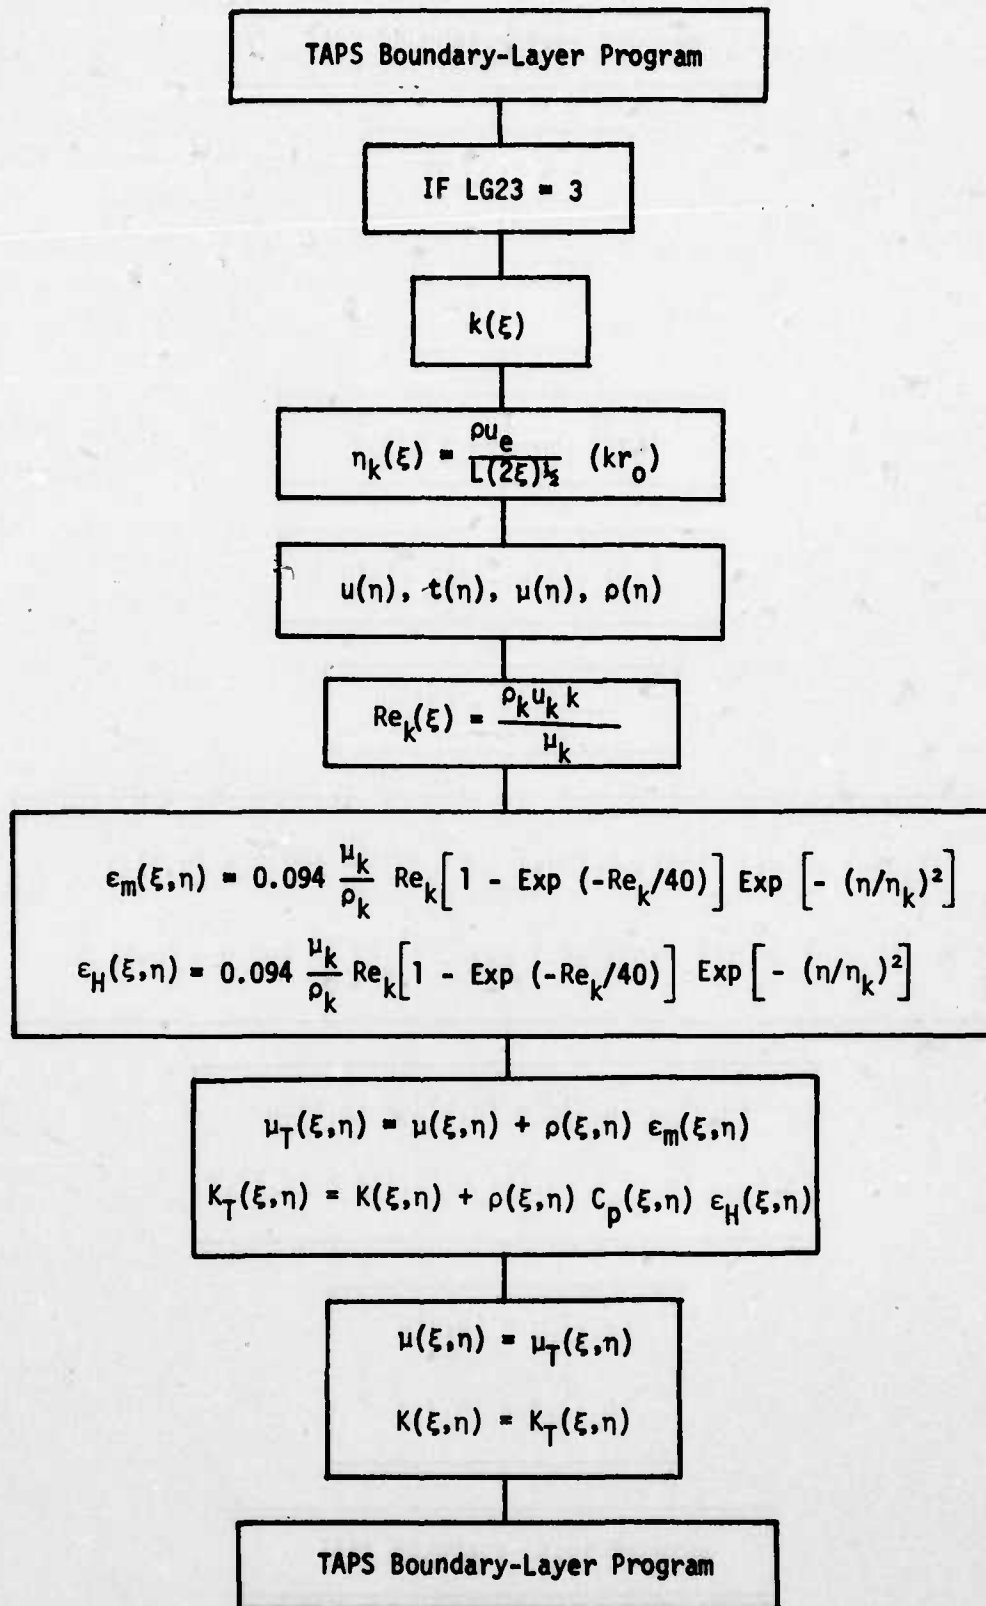 TAPS Boundary-Layer Program
IF LG23 = 3
k(ξ)
η_k(ξ) = ρu_e / L(2ξ)^½ (kr_o)
u(η), t(η), μ(η), ρ(η)
Re_k(ξ) = ρ_k u_k k / μ_k
ε_m(ξ,η) = 0.094 μ_k/ρ_k Re_k[1 - Exp (-Re_k/40)] Exp [- (η/η_k)²]
ε_H(ξ,η) = 0.094 μ_k/ρ_k Re_k[1 - Exp (-Re_k/40)] Exp [- (η/η_k)²]
μ_T(ξ,η) = μ(ξ,η) + ρ(ξ,η) ε_m(ξ,η)
K_T(ξ,η) = K(ξ,η) + ρ(ξ,η) C_p(ξ,η) ε_H(ξ,η)
μ(ξ,η) = μ_T(ξ,η)
K(ξ,η) = K_T(ξ,η)
TAPS Boundary-Layer Program